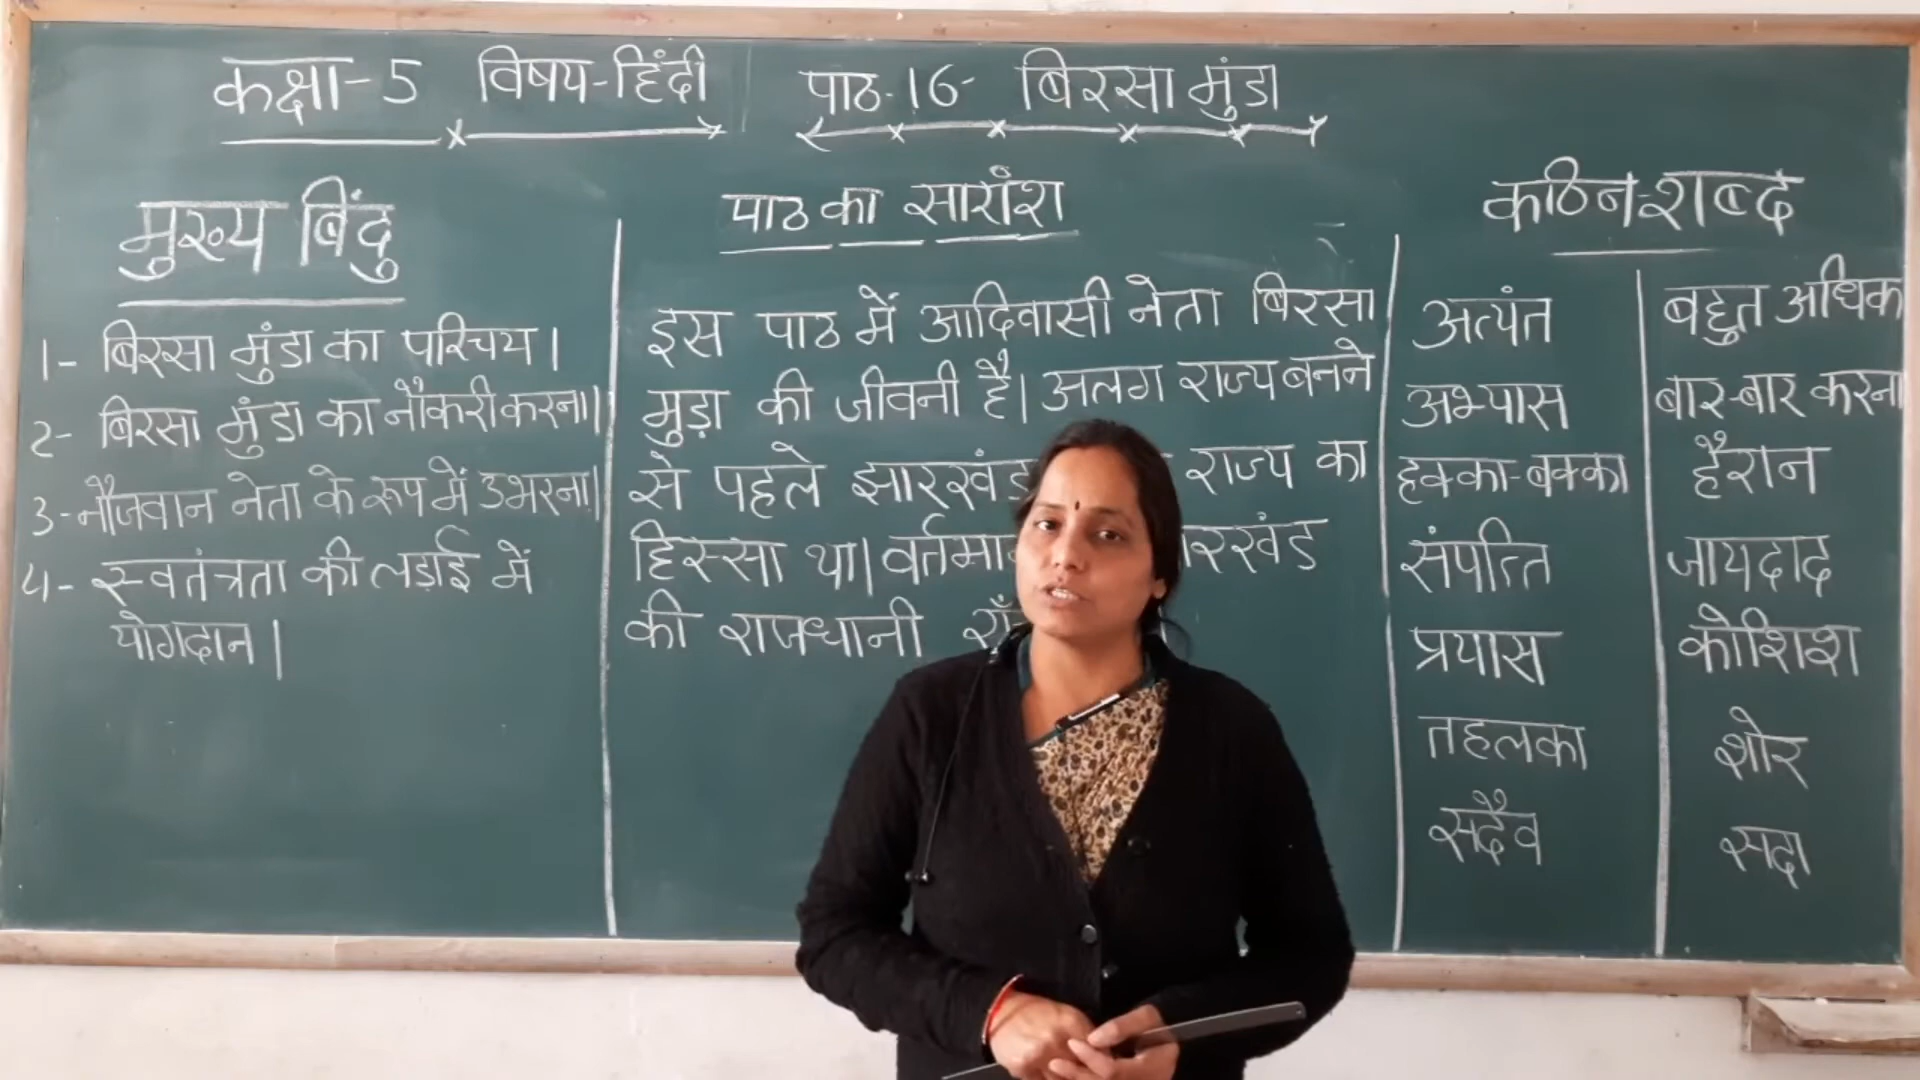 कक्षा-5 विषय-हिंदी पाठ-16- बिरसा मुंडा
मुख्य बिंदु
1- बिरसा मुंडा का परिचय।
2- बिरसा मुंडा का नौकरी करना।
3- नौजवान नेता के रूप में उभरना।
4- स्वतंत्रता की लड़ाई में
योगदान।
पाठ का सारांश
इस पाठ में आदिवासी नेता बिरसा
मुड़ा की जीवनी है। अलग राज्य बनने
से पहले झारखंड राज्य का
हिस्सा था।
की राजधानी
कठिन-शब्द
अत्यंत बहुत अधिक
अभ्यास बार-बार करना
हक्का-बक्का हैरान
संपत्ति जायदाद
प्रयास कोशिश
तहलका शोर
सदैव सदा